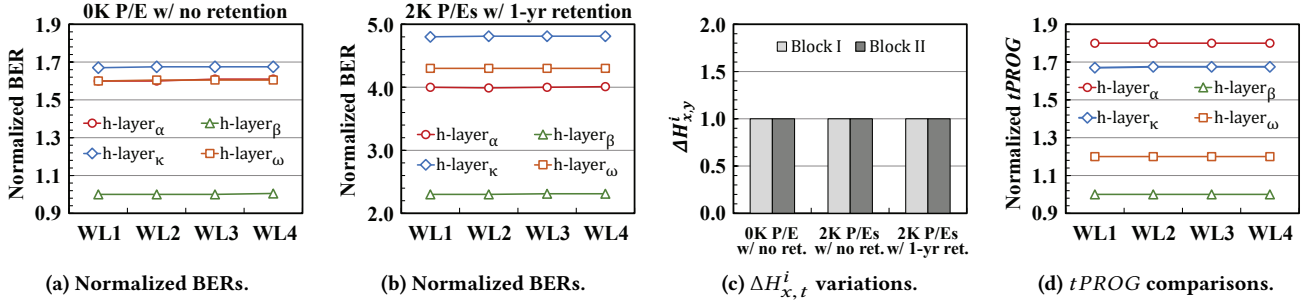 0K P/E w/ no retention
Normalized BER
1.9
1.7
1.6
1.3
1.1
0.9
h-layerα
h-layerβ
h-layerκ
h-layerω
WL1 WL2 WL3 WL4
(a) Normalized BERs.
2K P/Es w/ 1-yr retention
Normalized BER
5.0
4.0
3.0
2.0
h-layerα
h-layerβ
h-layerκ
h-layerω
WL1 WL2 WL3 WL4
(b) Normalized BERs.
ΔH^i_{x,y}
2.0
1.5
1.0
0.5
0.0
Block I
Block II
0K P/E w/ no ret.
2K P/Es w/ no ret.
2K P/Es w/ 1-yr ret.
(c) ΔH^i_{x,t} variations.
Normalized tPROG
1.9
1.7
1.5
1.3
1.1
0.9
h-layerα
h-layerβ
h-layerκ
h-layerω
WL1 WL2 WL3 WL4
(d) tPROG comparisons.